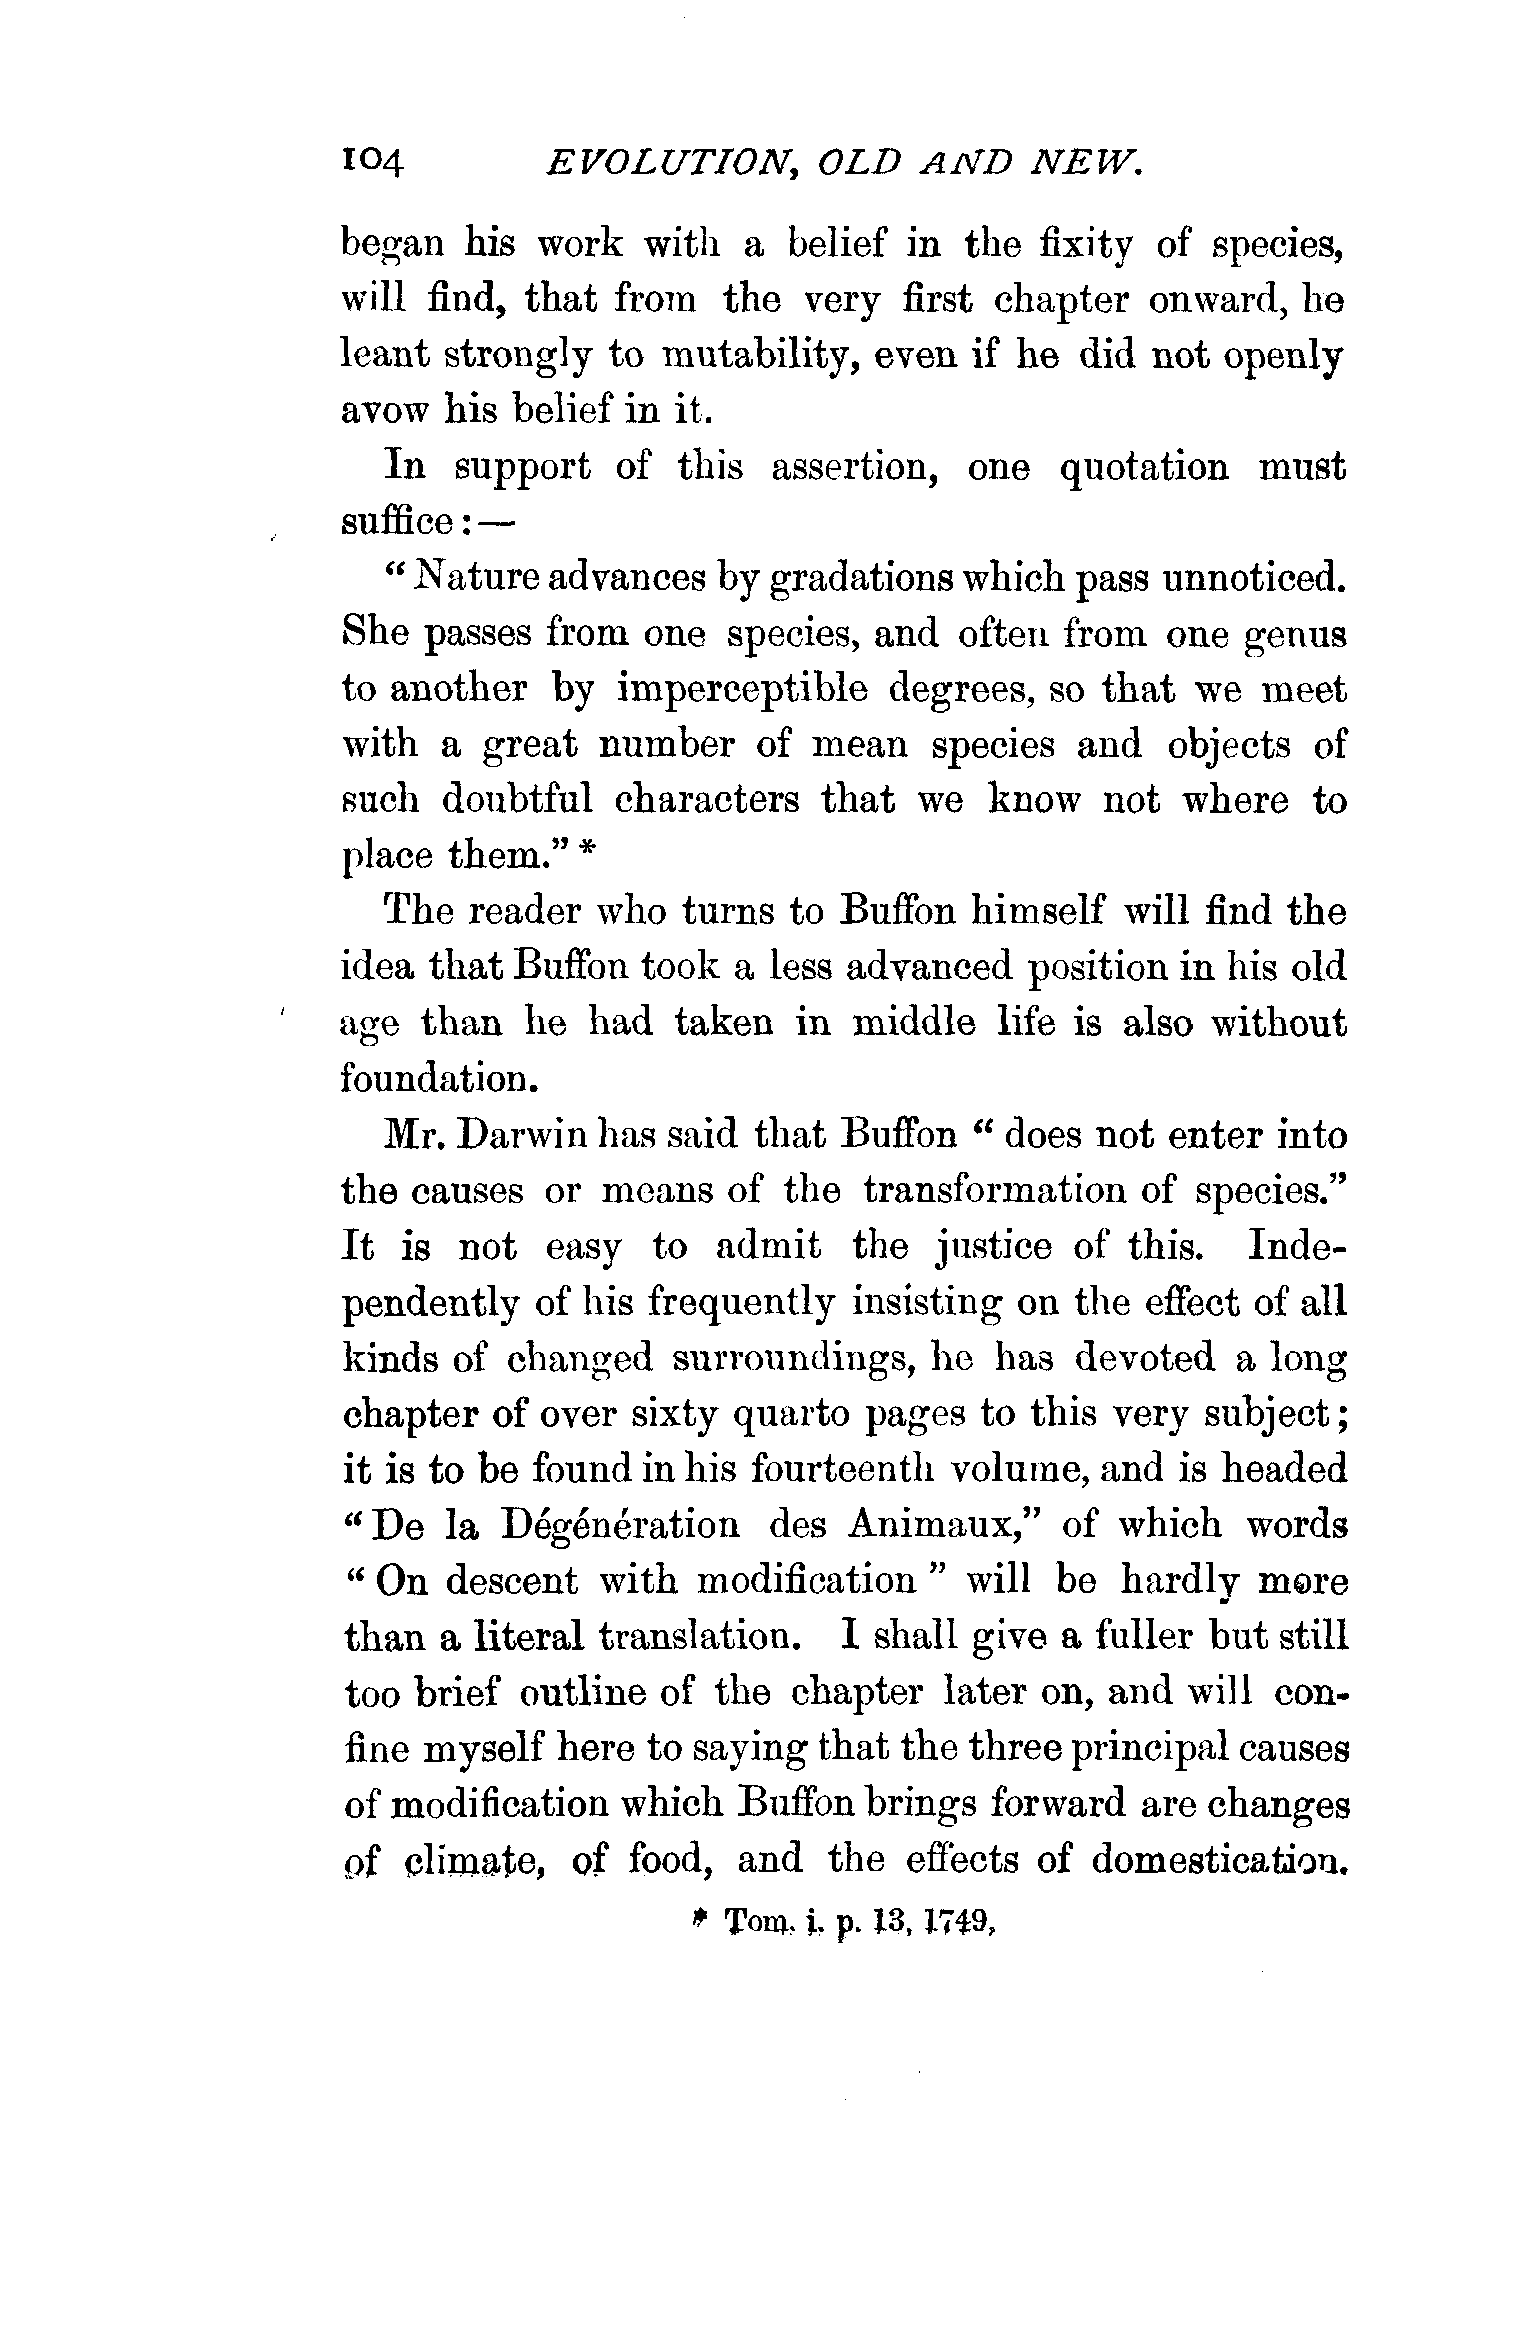 104 EVOLUTION, OLD AND NEW.
began his work with a belief in the fixity of species,
will find, that from the very first chapter onward, he
leant strongly to mutability, even if he did not openly
avow his belief in it.
In support of this assertion, one quotation must
suffice:—
“Nature advances by gradations which pass unnoticed.
She passes from one species, and often from one genus
to another by imperceptible degrees, so that we meet
with a great number of mean species and objects of
such doubtful characters that we know not where to
place them.” *
The reader who turns to Buffon himself will find the
idea that Buffon took a less advanced position in his old
age than he had taken in middle life is also without
foundation.
Mr. Darwin has said that Buffon “does not enter into
the causes or means of the transformation of species.”
It is not easy to admit the justice of this. Inde-
pendently of his frequently insisting on the effect of all
kinds of changed surroundings, he has devoted a long
chapter of over sixty quarto pages to this very subject;
it is to be found in his fourteenth volume, and is headed
“De la Dégénération des Animaux,” of which words
“On descent with modification” will be hardly more
than a literal translation. I shall give a fuller but still
too brief outline of the chapter later on, and will con-
fine myself here to saying that the three principal causes
of modification which Buffon brings forward are changes
of climate, of food, and the effects of domestication.
* Tom. i. p. 13, 1749,